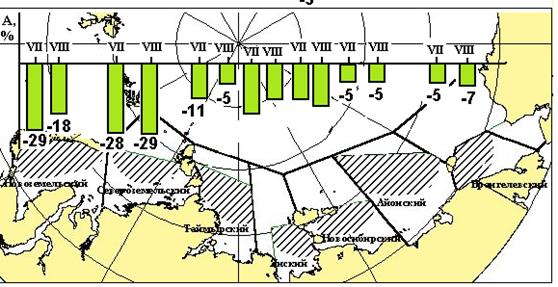 -5
А,
%
VII VIII VII VIII VII VIII VII VIII VII VIII VII VIII VII VIII
-29 -18 -28 -29 -11 -5 -5 -5 -5 -7
Новоземельский
Североземельский
Таймырский
Янский
Новосибирский
Айонский
Врангелевский